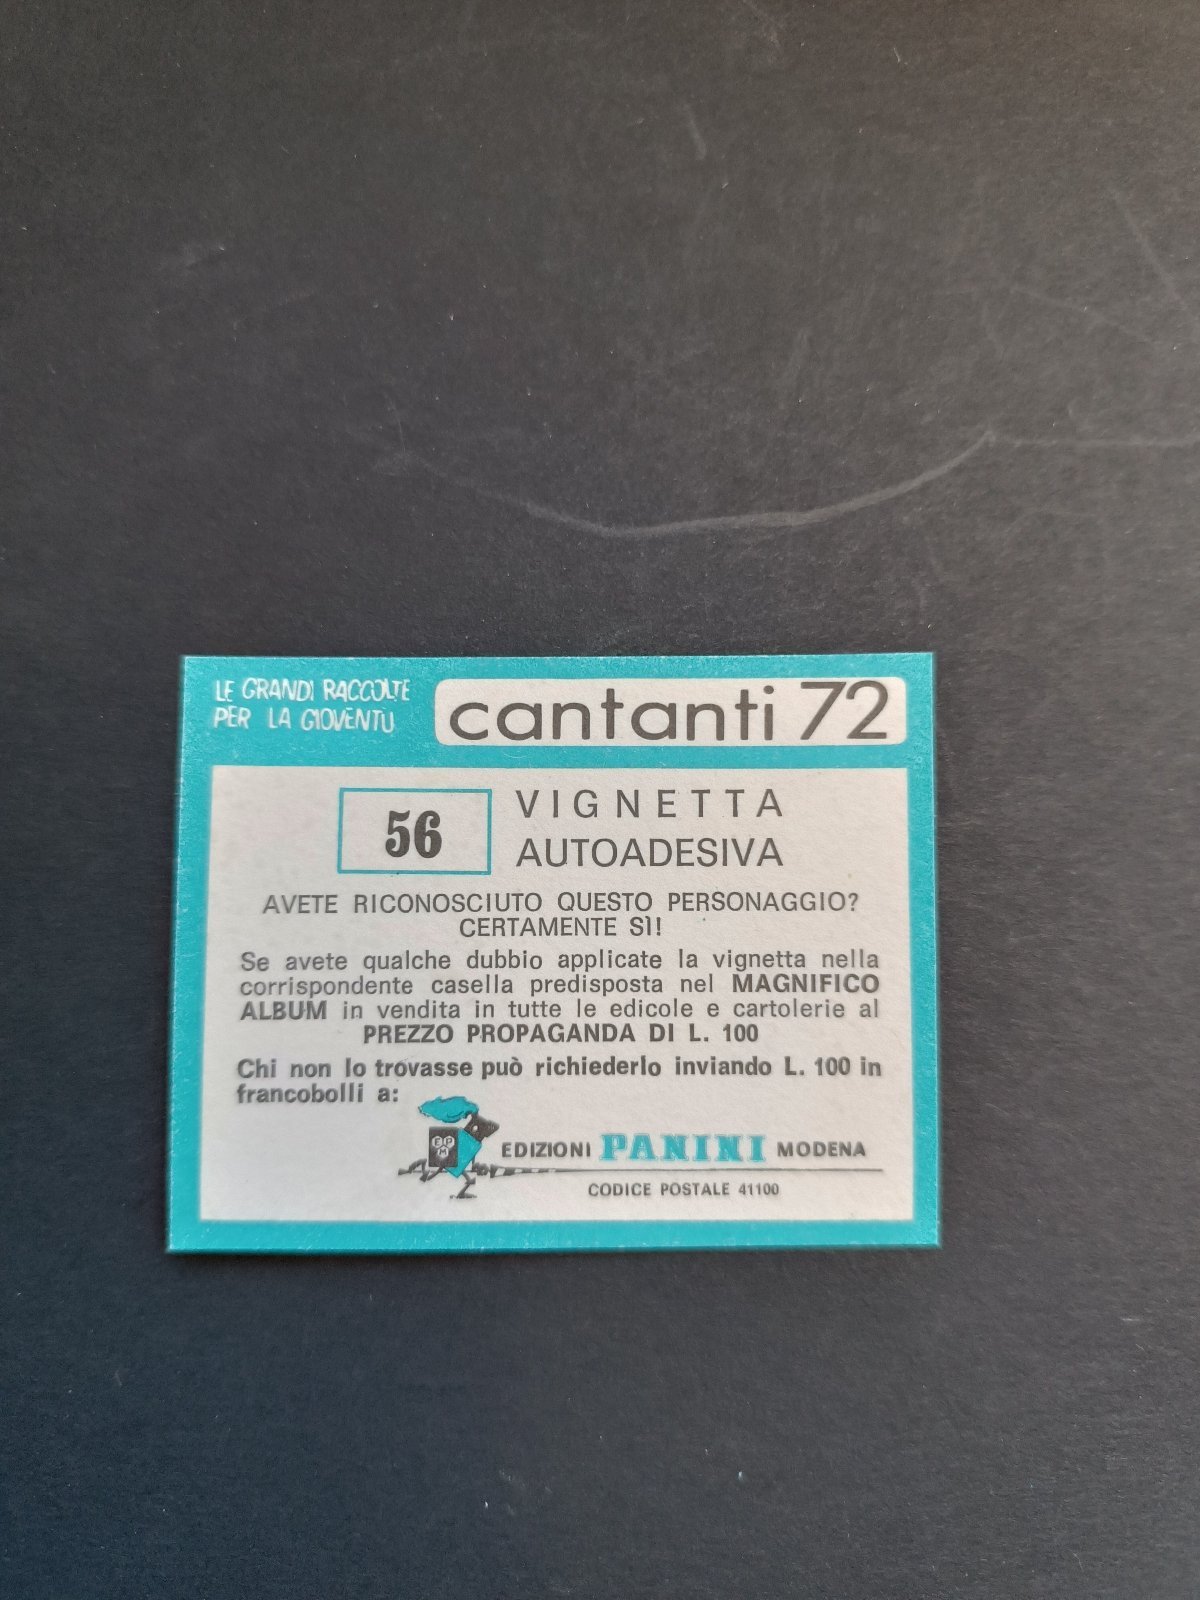 LE GRANDI RACCOLTE
PER LA GIOVENTÙ
cantanti 72
56
VIGNETTA
AUTOADESIVA
AVETE RICONOSCIUTO QUESTO PERSONAGGIO?
CERTAMENTE SÌ!
Se avete qualche dubbio applicate la vignetta nella
corrispondente casella predisposta nel MAGNIFICO
ALBUM in vendita in tutte le edicole e cartolerie al
PREZZO PROPAGANDA DI L. 100
Chi non lo trovasse può richiederlo inviando L. 100 in
francobolli a:
EPM
EDIZIONI PANINI MODENA
CODICE POSTALE 41100